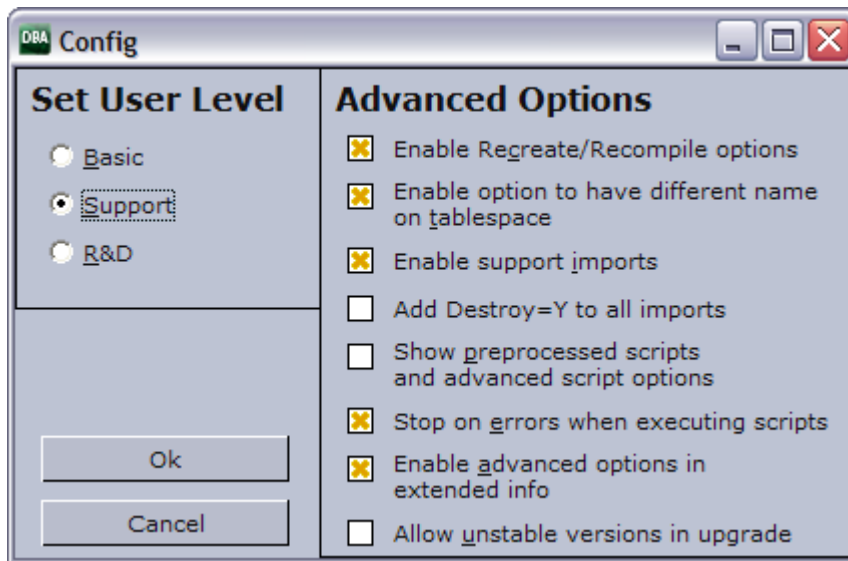 DBA Config
Set User Level
Basic
Support
R&D
Ok
Cancel
Advanced Options
Enable Recreate/Recompile options
Enable option to have different name
on tablespace
Enable support imports
Add Destroy=Y to all imports
Show preprocessed scripts
and advanced script options
Stop on errors when executing scripts
Enable advanced options in
extended info
Allow unstable versions in upgrade